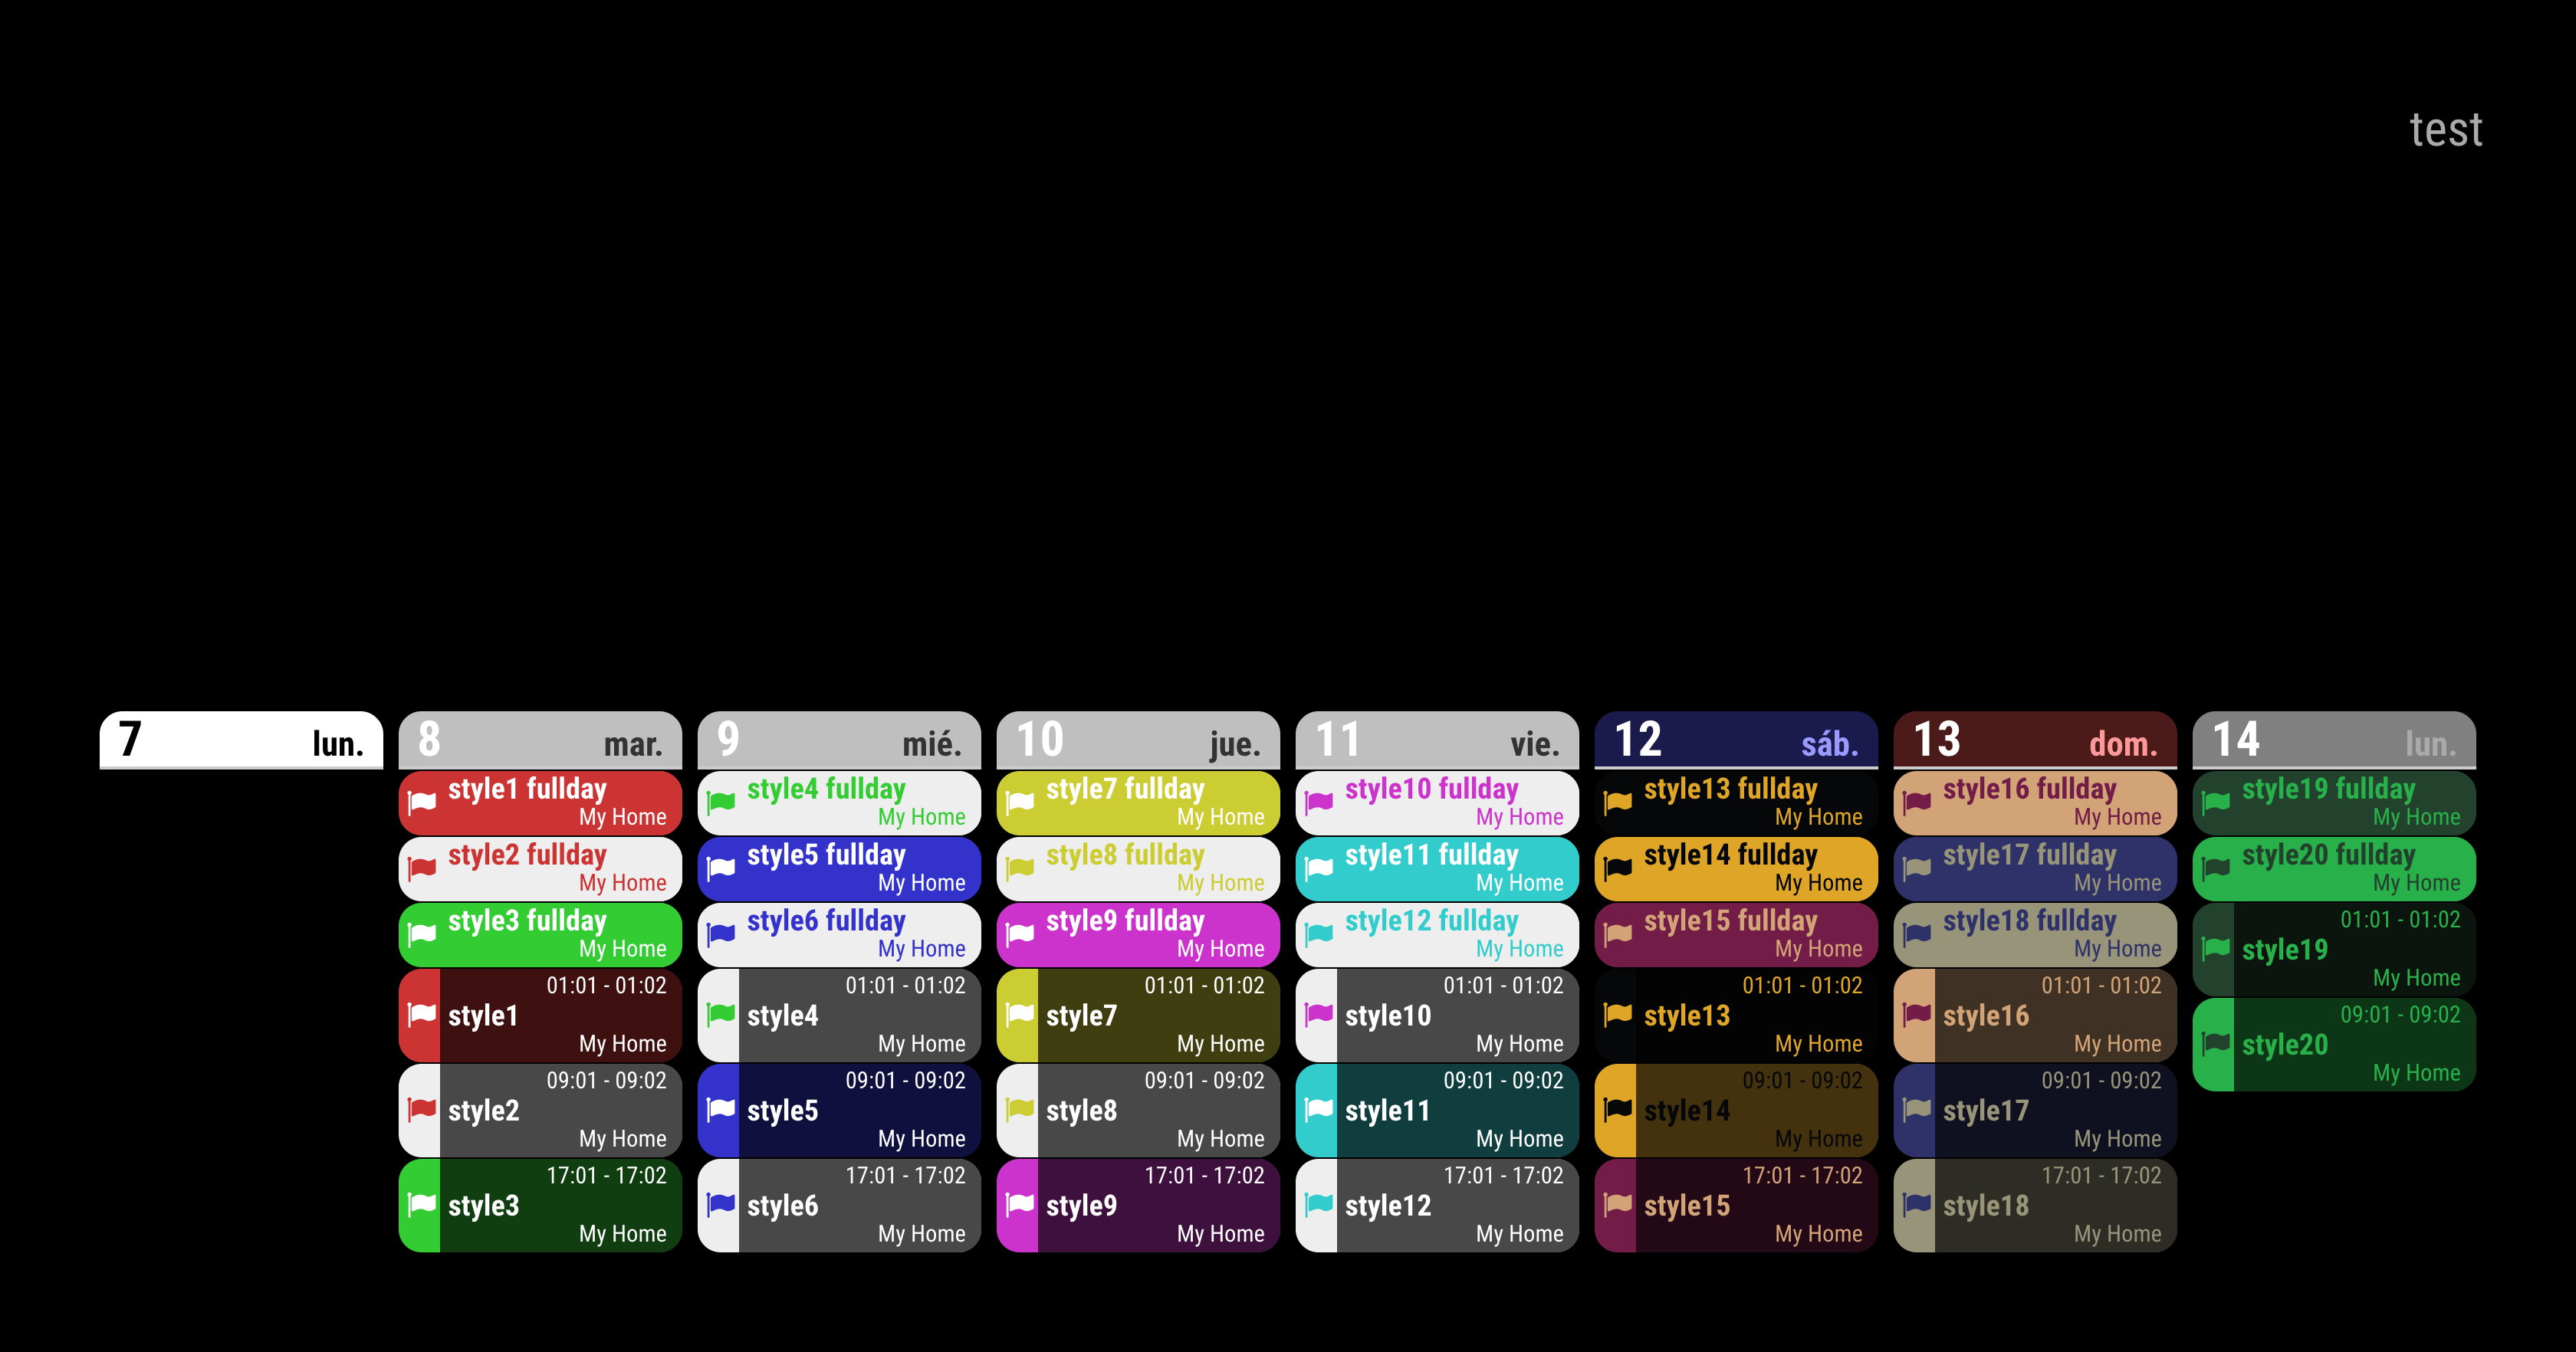 test
7 lun.
8 mar.
style1 fullday
My Home
style2 fullday
My Home
style3 fullday
My Home
01:01 - 01:02
style1
My Home
09:01 - 09:02
style2
My Home
17:01 - 17:02
style3
My Home
9 mié.
style4 fullday
My Home
style5 fullday
My Home
style6 fullday
My Home
01:01 - 01:02
style4
My Home
09:01 - 09:02
style5
My Home
17:01 - 17:02
style6
My Home
10 jue.
style7 fullday
My Home
style8 fullday
My Home
style9 fullday
My Home
01:01 - 01:02
style7
My Home
09:01 - 09:02
style8
My Home
17:01 - 17:02
style9
My Home
11 vie.
style10 fullday
My Home
style11 fullday
My Home
style12 fullday
My Home
01:01 - 01:02
style10
My Home
09:01 - 09:02
style11
My Home
17:01 - 17:02
style12
My Home
12 sáb.
style13 fullday
My Home
style14 fullday
My Home
style15 fullday
My Home
01:01 - 01:02
style13
My Home
09:01 - 09:02
style14
My Home
17:01 - 17:02
style15
My Home
13 dom.
style16 fullday
My Home
style17 fullday
My Home
style18 fullday
My Home
01:01 - 01:02
style16
My Home
09:01 - 09:02
style17
My Home
17:01 - 17:02
style18
My Home
14 lun.
style19 fullday
My Home
style20 fullday
My Home
01:01 - 01:02
style19
My Home
09:01 - 09:02
style20
My Home